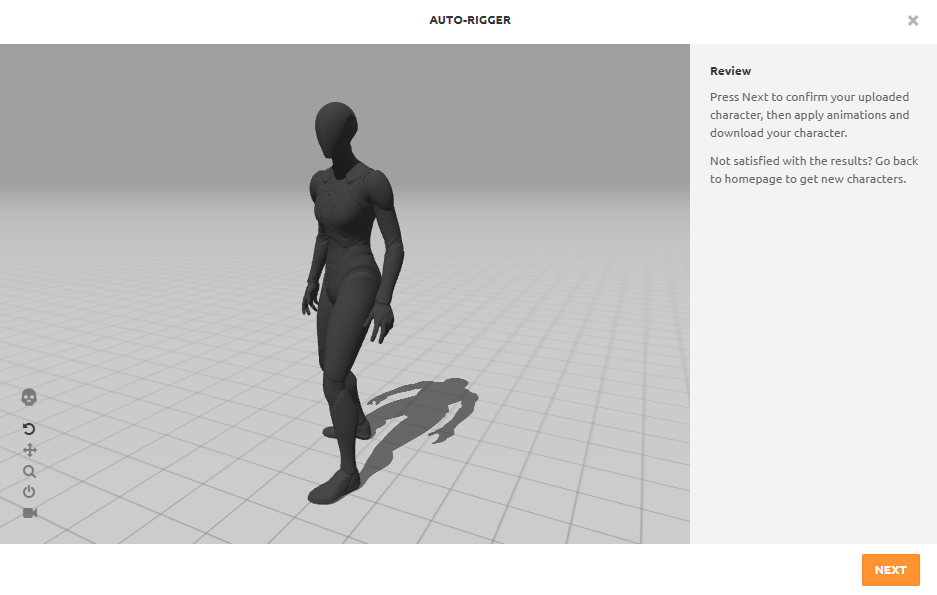 AUTO-RIGGER
Review
Press Next to confirm your uploaded
character, then apply animations and
download your character.
Not satisfied with the results? Go back
to homepage to get new characters.
NEXT